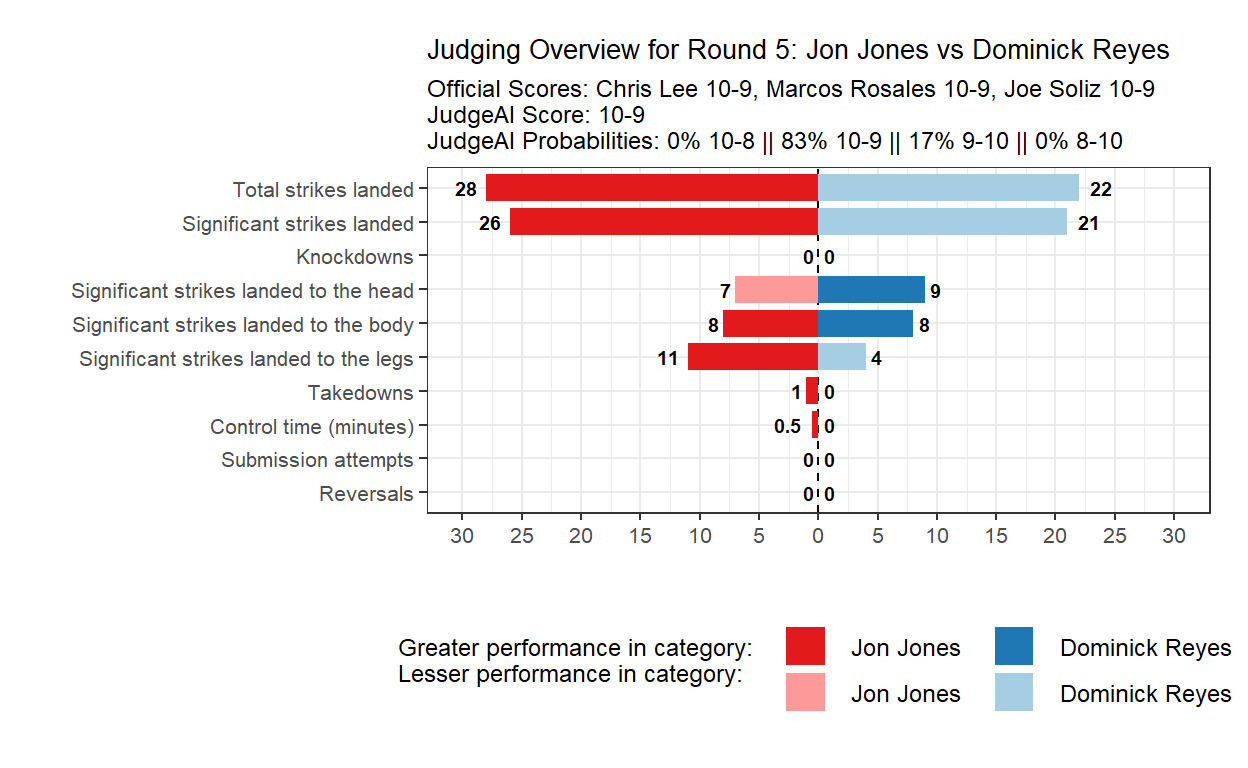 Judging Overview for Round 5: Jon Jones vs Dominick Reyes
Official Scores: Chris Lee 10-9, Marcos Rosales 10-9, Joe Soliz 10-9
JudgeAI Score: 10-9
JudgeAI Probabilities: 0% 10-8 || 83% 10-9 || 17% 9-10 || 0% 8-10
Total strikes landed 28 22
Significant strikes landed 26 21
Knockdowns 0 0
Significant strikes landed to the head 7 9
Significant strikes landed to the body 8 8
Significant strikes landed to the legs 11 4
Takedowns 1 0
Control time (minutes) 0.5 0
Submission attempts 0 0
Reversals 0 0
30 25 20 15 10 5 0 5 10 15 20 25 30
Greater performance in category: Jon Jones Dominick Reyes
Lesser performance in category: Jon Jones Dominick Reyes